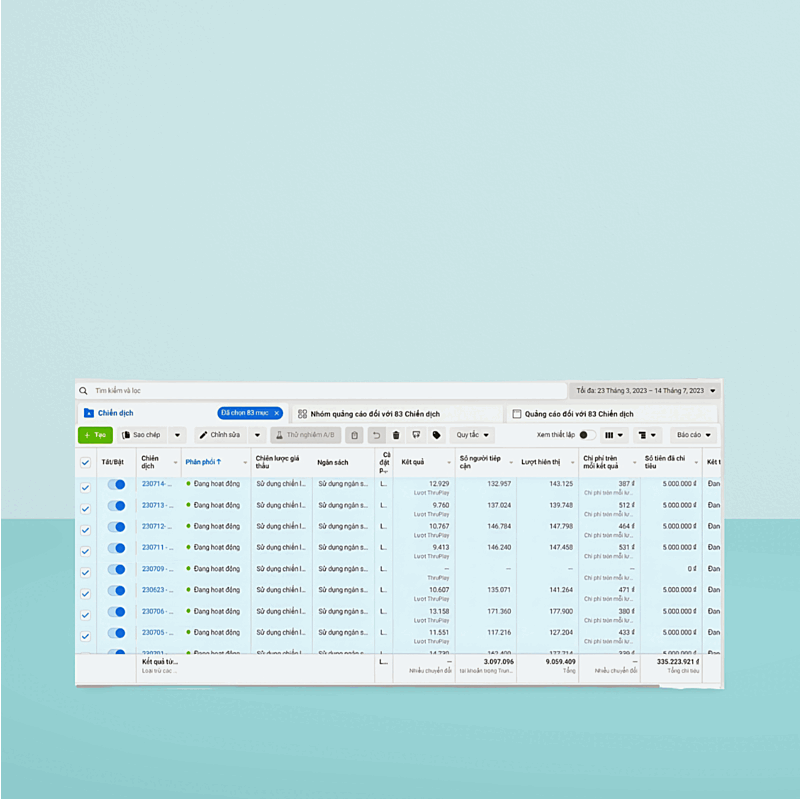 Tìm kiếm và lọc
Tối đa: 23 Tháng 3, 2023 – 14 Tháng 7, 2023
Chiến dịch
Đã chọn 83 mục ×
Nhóm quảng cáo đối với 83 Chiến dịch
Quảng cáo đối với 83 Chiến dịch
+ Tạo Sao chép Chỉnh sửa Thử nghiệm A/B Quy tắc Xem thiết lập Báo cáo
Tắt/Bật Chiến dịch Phân phối ↑ Chiến lược giá thầu Ngân sách Kết quả Số người tiếp cận Lượt hiển thị Chi phí trên mỗi kết quả Số tiền đã chi tiêu Kết t
230714-... Đang hoạt động Sử dụng chiến l... Sử dụng ngân s... L... 12.929 132.957 143.125 387 ₫ 5.000.000 ₫ Đan
Lượt ThruPlay Chi phí trên mỗi lư...
230713 -... Đang hoạt động Sử dụng chiến l... Sử dụng ngân s... L... 9.760 137.024 139.748 512 ₫ 5.000.000 ₫ Đan
Lượt ThruPlay Chi phí trên mỗi lư...
230712-... Đang hoạt động Sử dụng chiến l... Sử dụng ngân s... L... 10.767 146.784 147.798 464 ₫ 5.000.000 ₫ Đan
Lượt ThruPlay Chi phí trên mỗi lư...
230711 -... Đang hoạt động Sử dụng chiến l... Sử dụng ngân s... L... 9.413 146.240 147.458 531 ₫ 5.000.000 ₫ Đan
Lượt ThruPlay Chi phí trên mỗi lư...
230709 -... Đang hoạt động Sử dụng chiến l... Sử dụng ngân s... L... — — — — 0 ₫ Đan
ThruPlay Chi phí trên mỗi lư...
230623 -... Đang hoạt động Sử dụng chiến l... Sử dụng ngân s... L... 10.607 135.071 141.264 471 ₫ 5.000.000 ₫ Đan
Lượt ThruPlay Chi phí trên mỗi lư...
230706 -... Đang hoạt động Sử dụng chiến l... Sử dụng ngân s... L... 13.158 171.360 177.900 380 ₫ 5.000.000 ₫ Đan
Lượt ThruPlay Chi phí trên mỗi lư...
230705 -... Đang hoạt động Sử dụng chiến l... Sử dụng ngân s... L... 11.551 117.216 127.204 433 ₫ 5.000.000 ₫ Đan
Lượt ThruPlay Chi phí trên mỗi lư...
Kết quả từ... L... — 3.097.096 9.059.409 — 335.223.921 ₫
Loại trừ các ... Nhiều chuyển đổi tài khoản trong Trun... Tổng Nhiều chuyển đổi Tổng chi tiêu